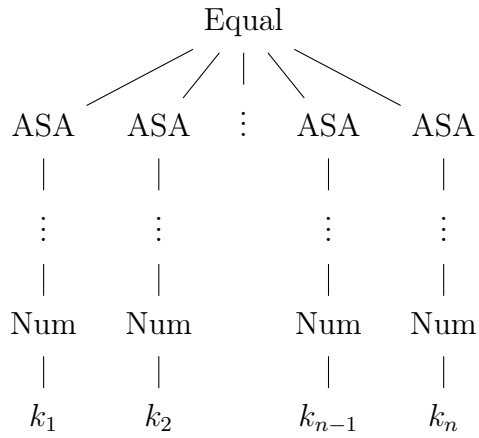 Equal
ASA ASA ⋮ ASA ASA
⋮ ⋮ ⋮ ⋮
Num Num Num Num
k₁ k₂ kₙ₋₁ kₙ